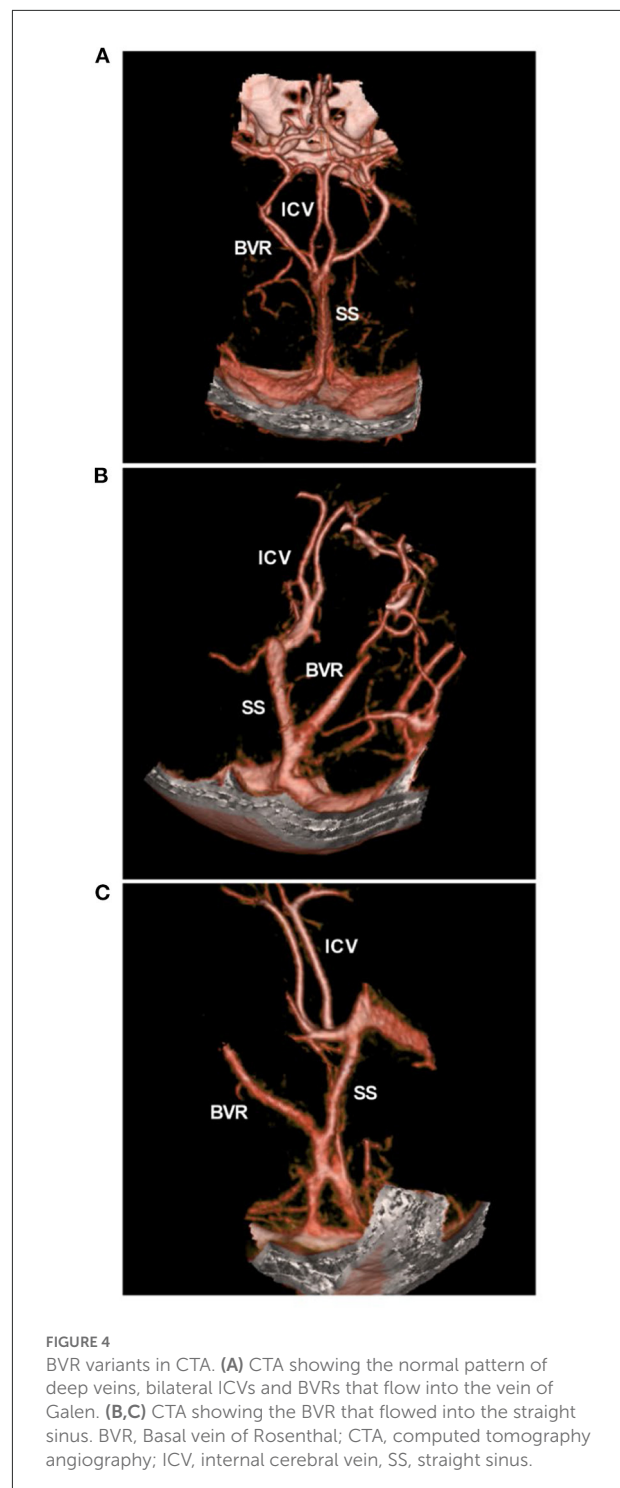 A
ICV
BVR
SS
B
ICV
BVR
SS
C
ICV
SS
BVR
FIGURE 4
BVR variants in CTA. (A) CTA showing the normal pattern of
deep veins, bilateral ICVs and BVRs that flow into the vein of
Galen. (B,C) CTA showing the BVR that flowed into the straight
sinus. BVR, Basal vein of Rosenthal; CTA, computed tomography
angiography; ICV, internal cerebral vein, SS, straight sinus.